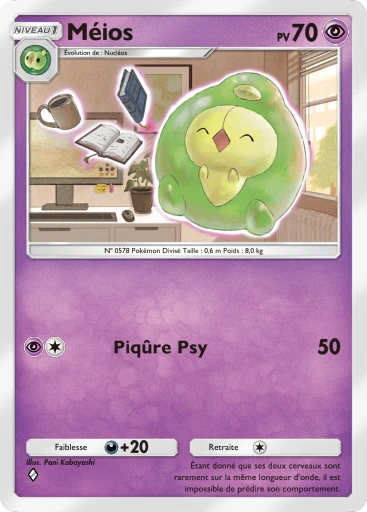 NIVEAU 1
Méios
PV 70
Évolution de : Nucléos
N° 0578 Pokémon Divisé Taille : 0,6 m Poids : 8,0 kg
Piqûre Psy 50
Faiblesse +20 Retraite
Illus. Pani Kobayashi
Étant donné que ses deux cerveaux sont
rarement sur la même longueur d'onde, il est
impossible de prédire son comportement.